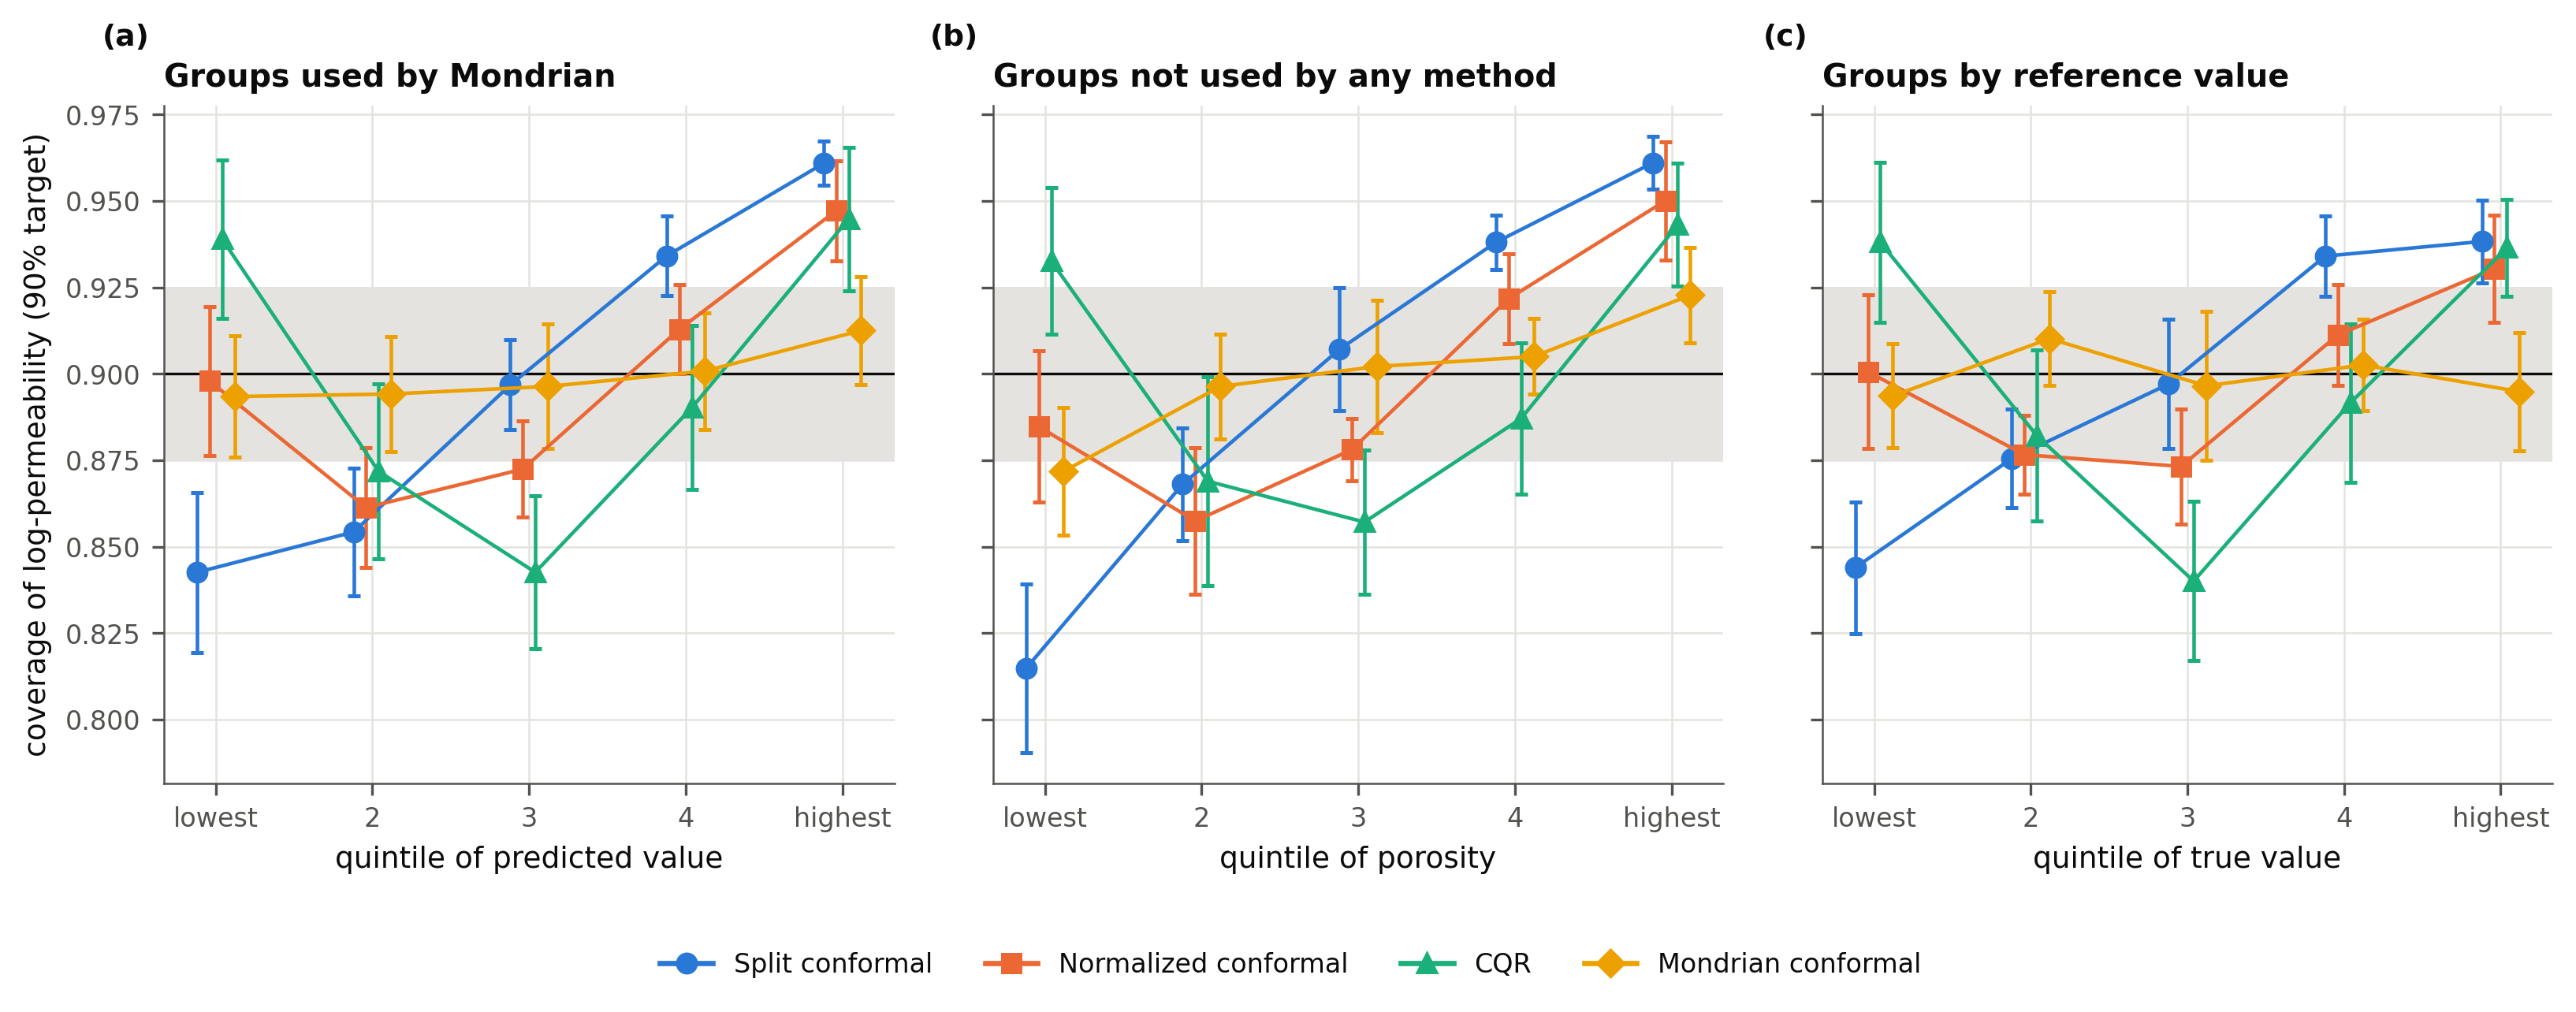 (a)
Groups used by Mondrian
(b)
Groups not used by any method
(c)
Groups by reference value
coverage of log-permeability (90% target)
0.975
0.950
0.925
0.900
0.875
0.850
0.825
0.800
lowest 2 3 4 highest
quintile of predicted value
lowest 2 3 4 highest
quintile of porosity
lowest 2 3 4 highest
quintile of true value
Split conformal Normalized conformal CQR Mondrian conformal